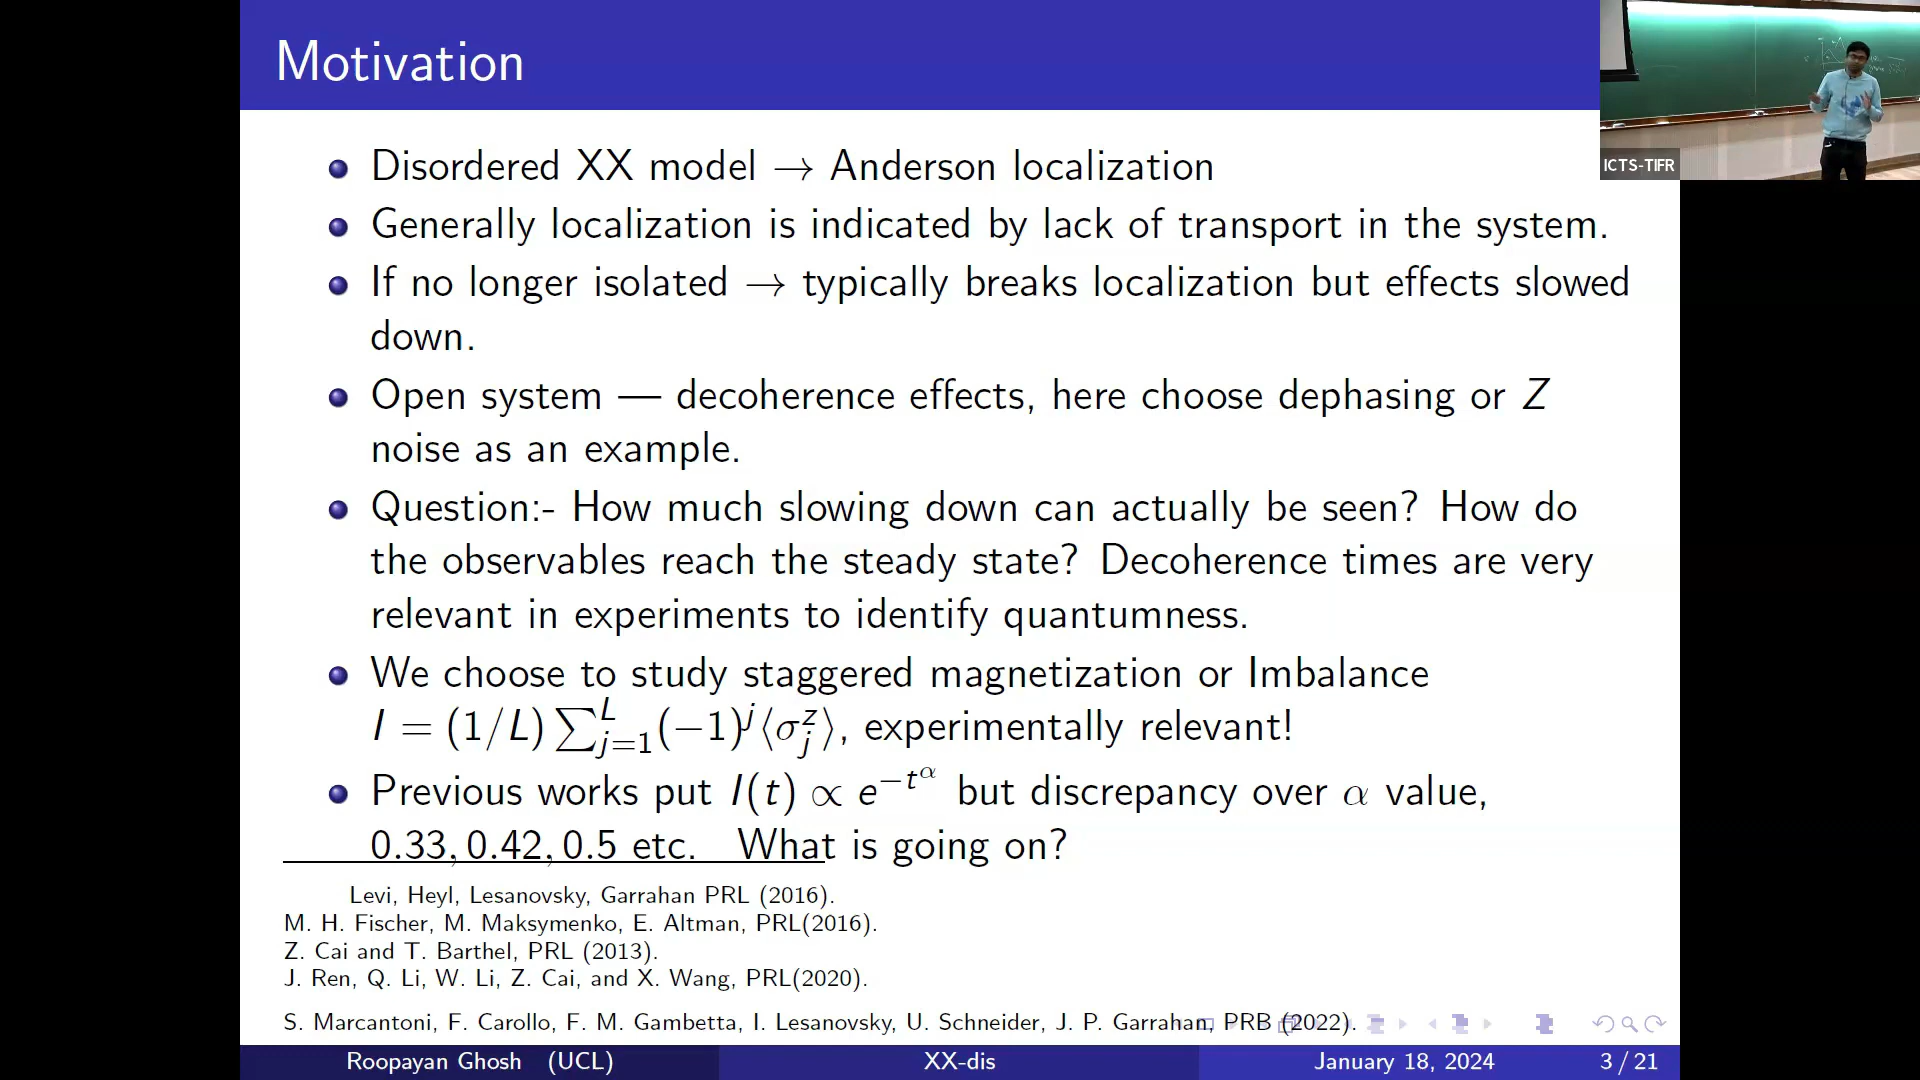 Motivation
Disordered XX model → Anderson localization
Generally localization is indicated by lack of transport in the system.
If no longer isolated → typically breaks localization but effects slowed
down.
Open system — decoherence effects, here choose dephasing or Z
noise as an example.
Question:- How much slowing down can actually be seen? How do
the observables reach the steady state? Decoherence times are very
relevant in experiments to identify quantumness.
We choose to study staggered magnetization or Imbalance
I = (1/L) ∑_{j=1}^{L} (−1)^j ⟨σ_j^z⟩, experimentally relevant!
Previous works put I(t) ∝ e^{−t^α} but discrepancy over α value,
0.33, 0.42, 0.5 etc. What is going on?
Levi, Heyl, Lesanovsky, Garrahan PRL (2016).
M. H. Fischer, M. Maksymenko, E. Altman, PRL(2016).
Z. Cai and T. Barthel, PRL (2013).
J. Ren, Q. Li, W. Li, Z. Cai, and X. Wang, PRL(2020).
S. Marcantoni, F. Carollo, F. M. Gambetta, I. Lesanovsky, U. Schneider, J. P. Garrahan, PRB (2022).
Roopayan Ghosh (UCL)
XX-dis
January 18, 2024
3 / 21
ICTS-TIFR